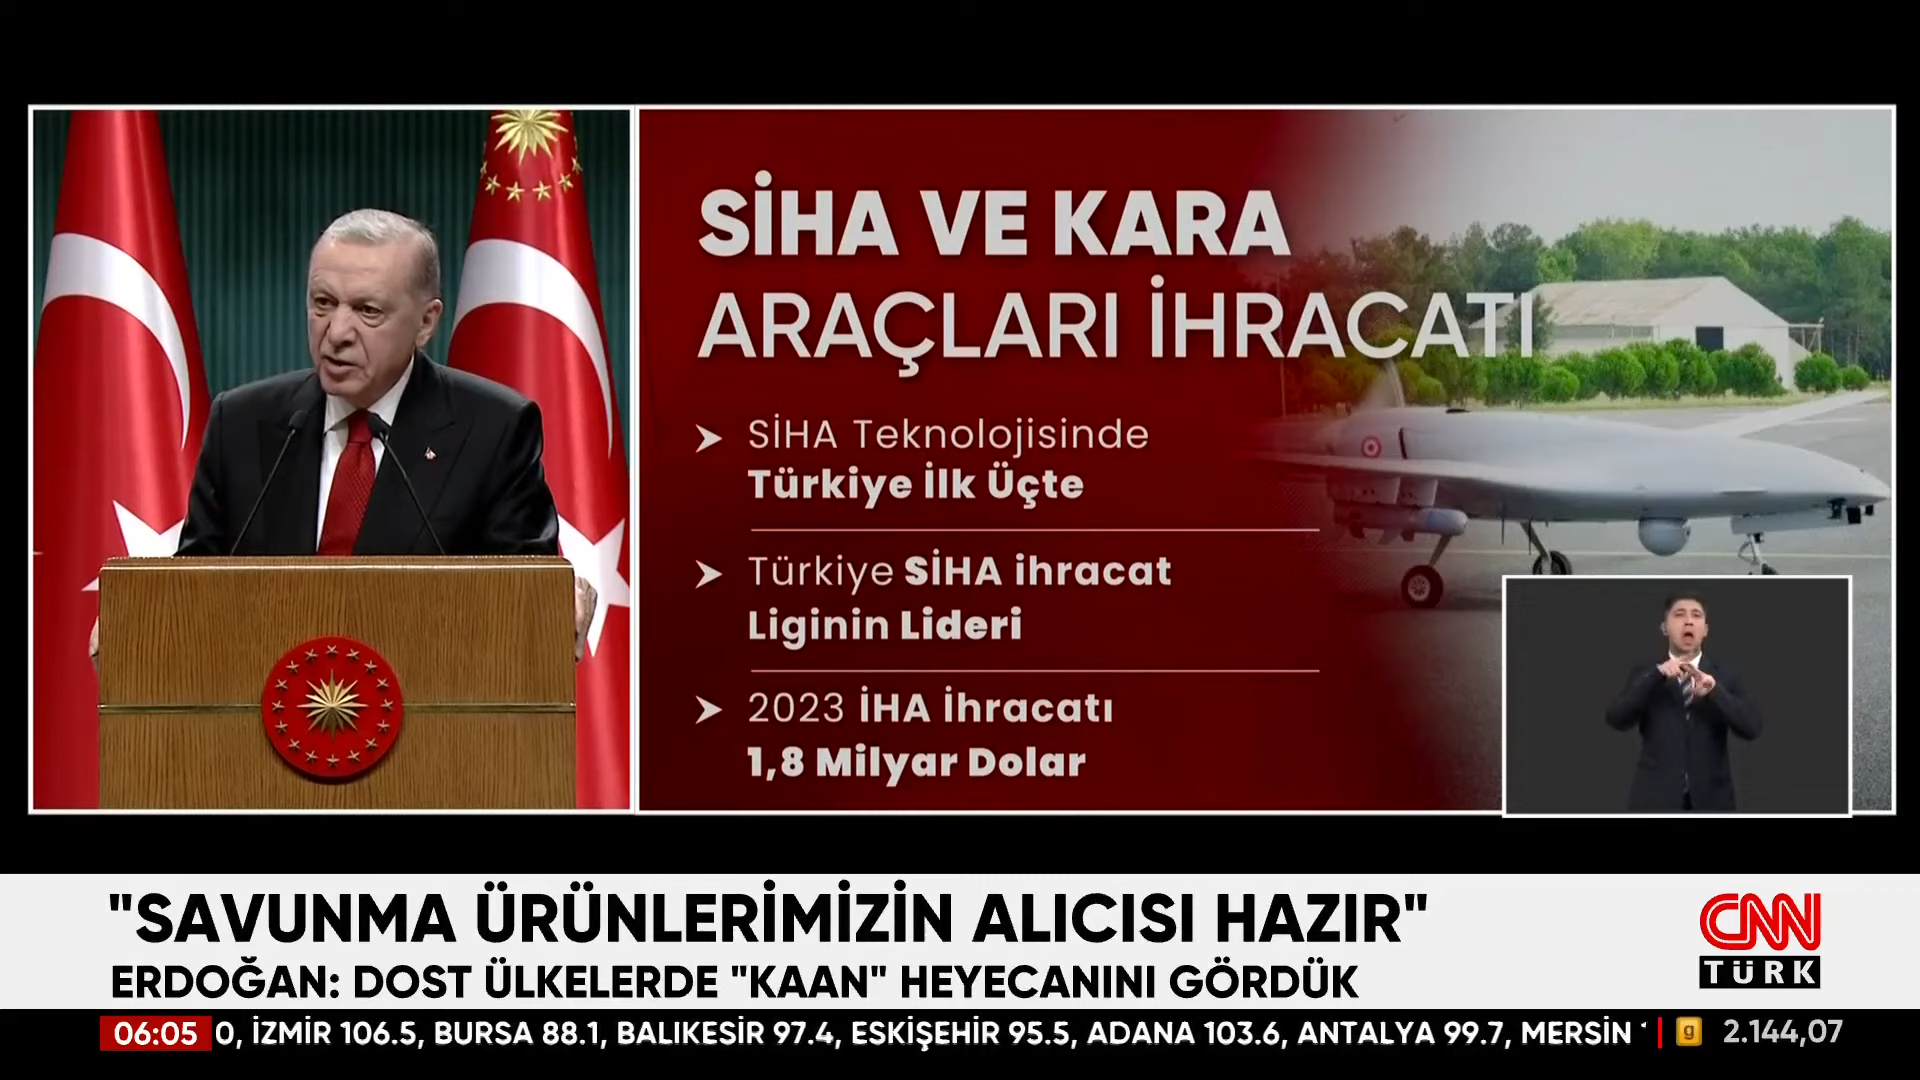 SİHA VE KARA
ARAÇLARI İHRACATI
SİHA Teknolojisinde
Türkiye İlk Üçte
Türkiye SİHA ihracat
Liginin Lideri
2023 İHA İhracatı
1,8 Milyar Dolar
"SAVUNMA ÜRÜNLERİMİZİN ALICISI HAZIR"
ERDOĞAN: DOST ÜLKELERDE "KAAN" HEYECANINI GÖRDÜK
CNN
TÜRK
06:05 0, İZMİR 106.5, BURSA 88.1, BALIKESİR 97.4, ESKİŞEHİR 95.5, ADANA 103.6, ANTALYA 99.7, MERSİN g 2.144,07